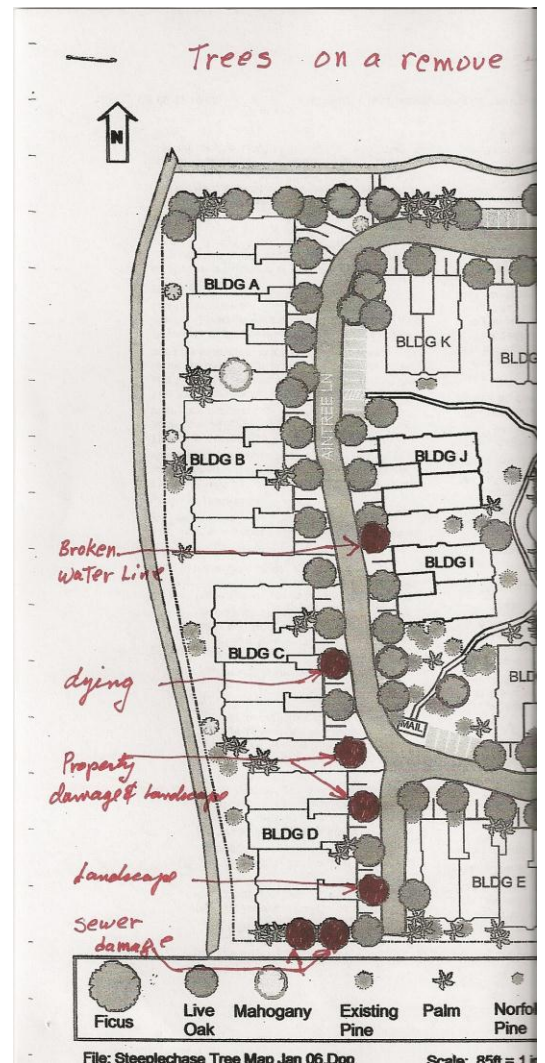 Trees on a remove
N
BLDG A
BLDG K
BLDG
AINTREE LN
BLDG B
BLDG J
Broken
water Line
BLDG I
BLDG C
dying
BLD
MAIL
Property
damage & Landscape
BLDG D
Landscape
BLDG E
sewer
damage
Ficus
Live
Oak
Mahogany
Existing
Pine
Palm
Norfol
Pine
File: Steeplechase Tree Map Jan 06.Dpp
Scale: 85ft = 1 i